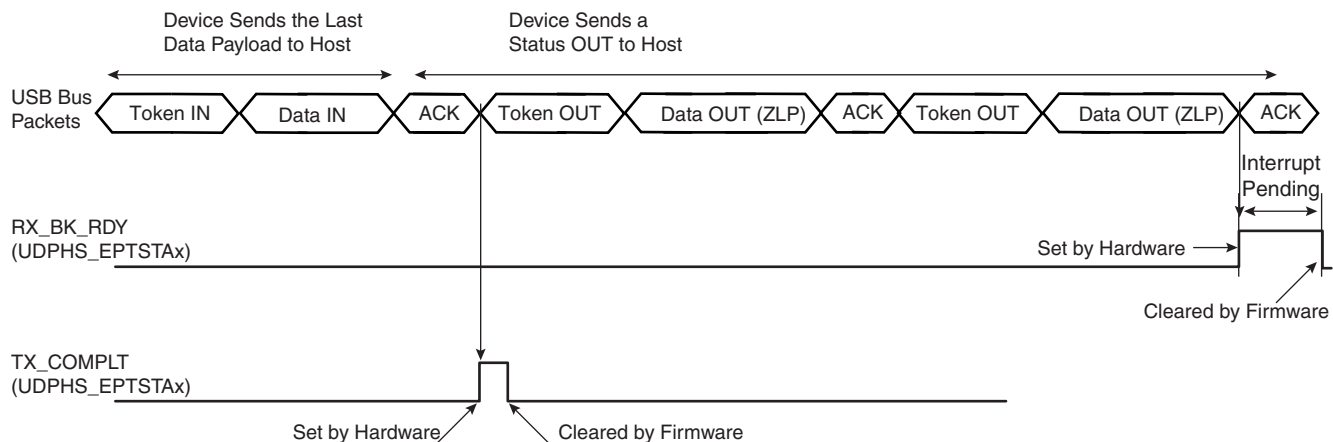 Device Sends the Last
Data Payload to Host
Device Sends a
Status OUT to Host
USB Bus
Packets
Token IN
Data IN
ACK
Token OUT
Data OUT (ZLP)
ACK
Token OUT
Data OUT (ZLP)
ACK
Interrupt
Pending
RX_BK_RDY
(UDPHS_EPTSTAx)
Set by Hardware
Cleared by Firmware
TX_COMPLT
(UDPHS_EPTSTAx)
Set by Hardware
Cleared by Firmware